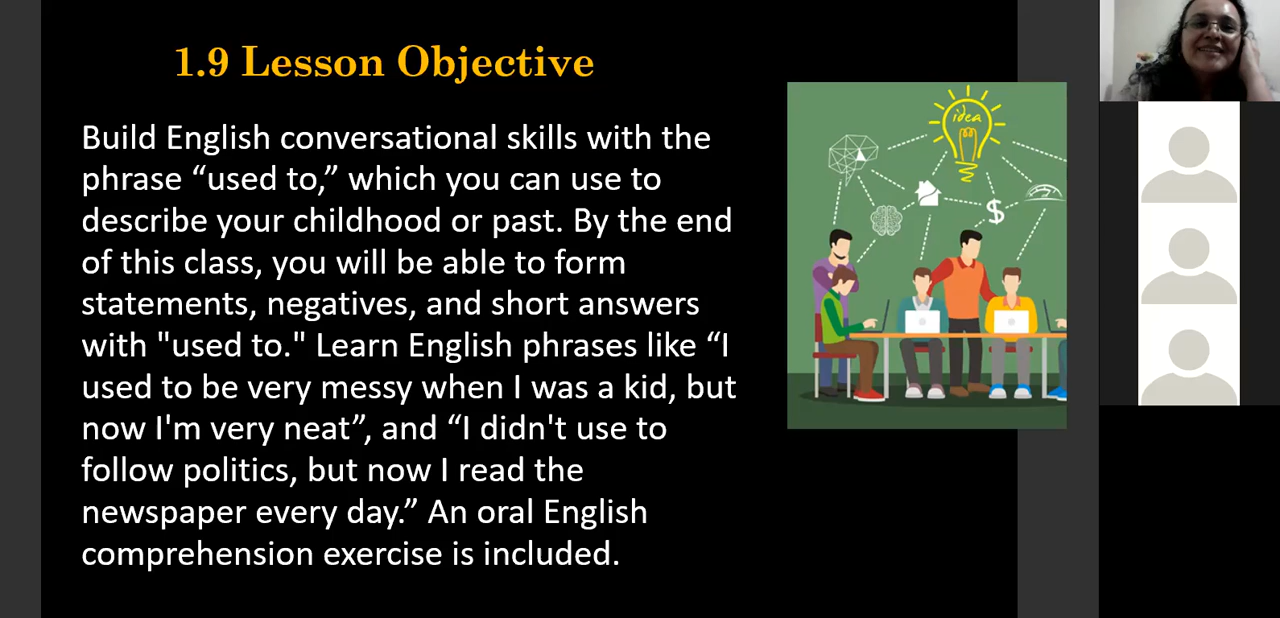 1.9 Lesson Objective
Build English conversational skills with the
phrase “used to,” which you can use to
describe your childhood or past. By the end
of this class, you will be able to form
statements, negatives, and short answers
with "used to." Learn English phrases like “I
used to be very messy when I was a kid, but
now I'm very neat”, and “I didn't use to
follow politics, but now I read the
newspaper every day.” An oral English
comprehension exercise is included.
idea
$